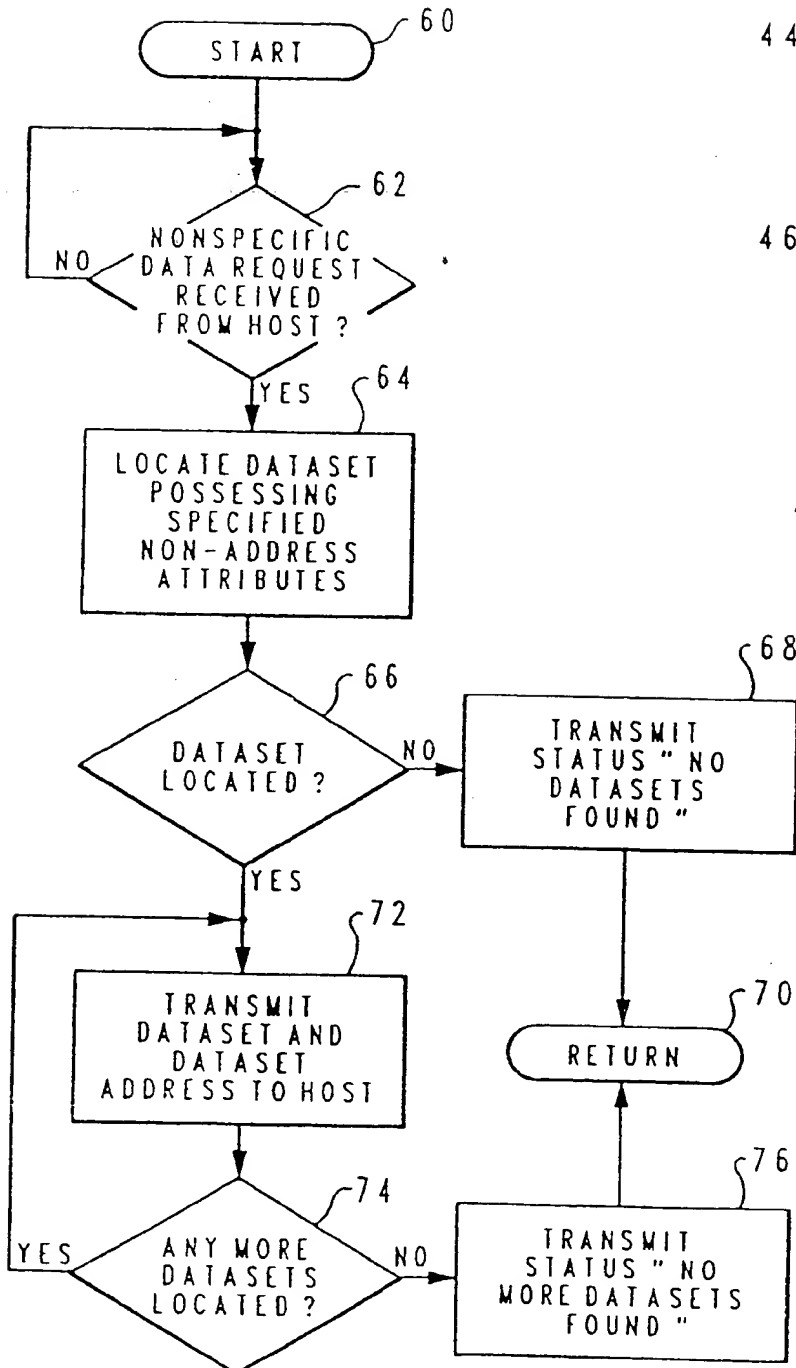 60
START
44
62
NONSPECIFIC
DATA REQUEST
RECEIVED
FROM HOST ?
NO
46
YES
64
LOCATE DATASET
POSSESSING
SPECIFIED
NON-ADDRESS
ATTRIBUTES
66
DATASET
LOCATED ?
NO
68
TRANSMIT
STATUS " NO
DATASETS
FOUND "
YES
72
TRANSMIT
DATASET AND
DATASET
ADDRESS TO HOST
70
RETURN
74
ANY MORE
DATASETS
LOCATED ?
YES
NO
76
TRANSMIT
STATUS " NO
MORE DATASETS
FOUND "